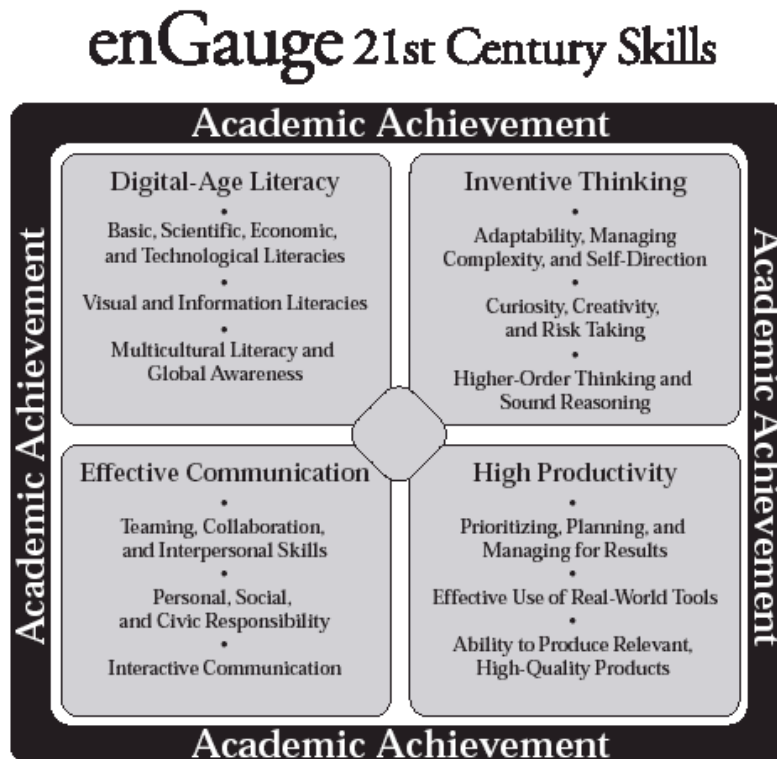 enGauge 21st Century Skills
Academic Achievement
Academic Achievement
Digital-Age Literacy
•
Basic, Scientific, Economic,
and Technological Literacies
•
Visual and Information Literacies
•
Multicultural Literacy and
Global Awareness
Inventive Thinking
•
Adaptability, Managing
Complexity, and Self-Direction
•
Curiosity, Creativity,
and Risk Taking
•
Higher-Order Thinking and
Sound Reasoning
Academic Achievement
Effective Communication
•
Teaming, Collaboration,
and Interpersonal Skills
•
Personal, Social,
and Civic Responsibility
•
Interactive Communication
High Productivity
•
Prioritizing, Planning, and
Managing for Results
•
Effective Use of Real-World Tools
•
Ability to Produce Relevant,
High-Quality Products
Academic Achievement